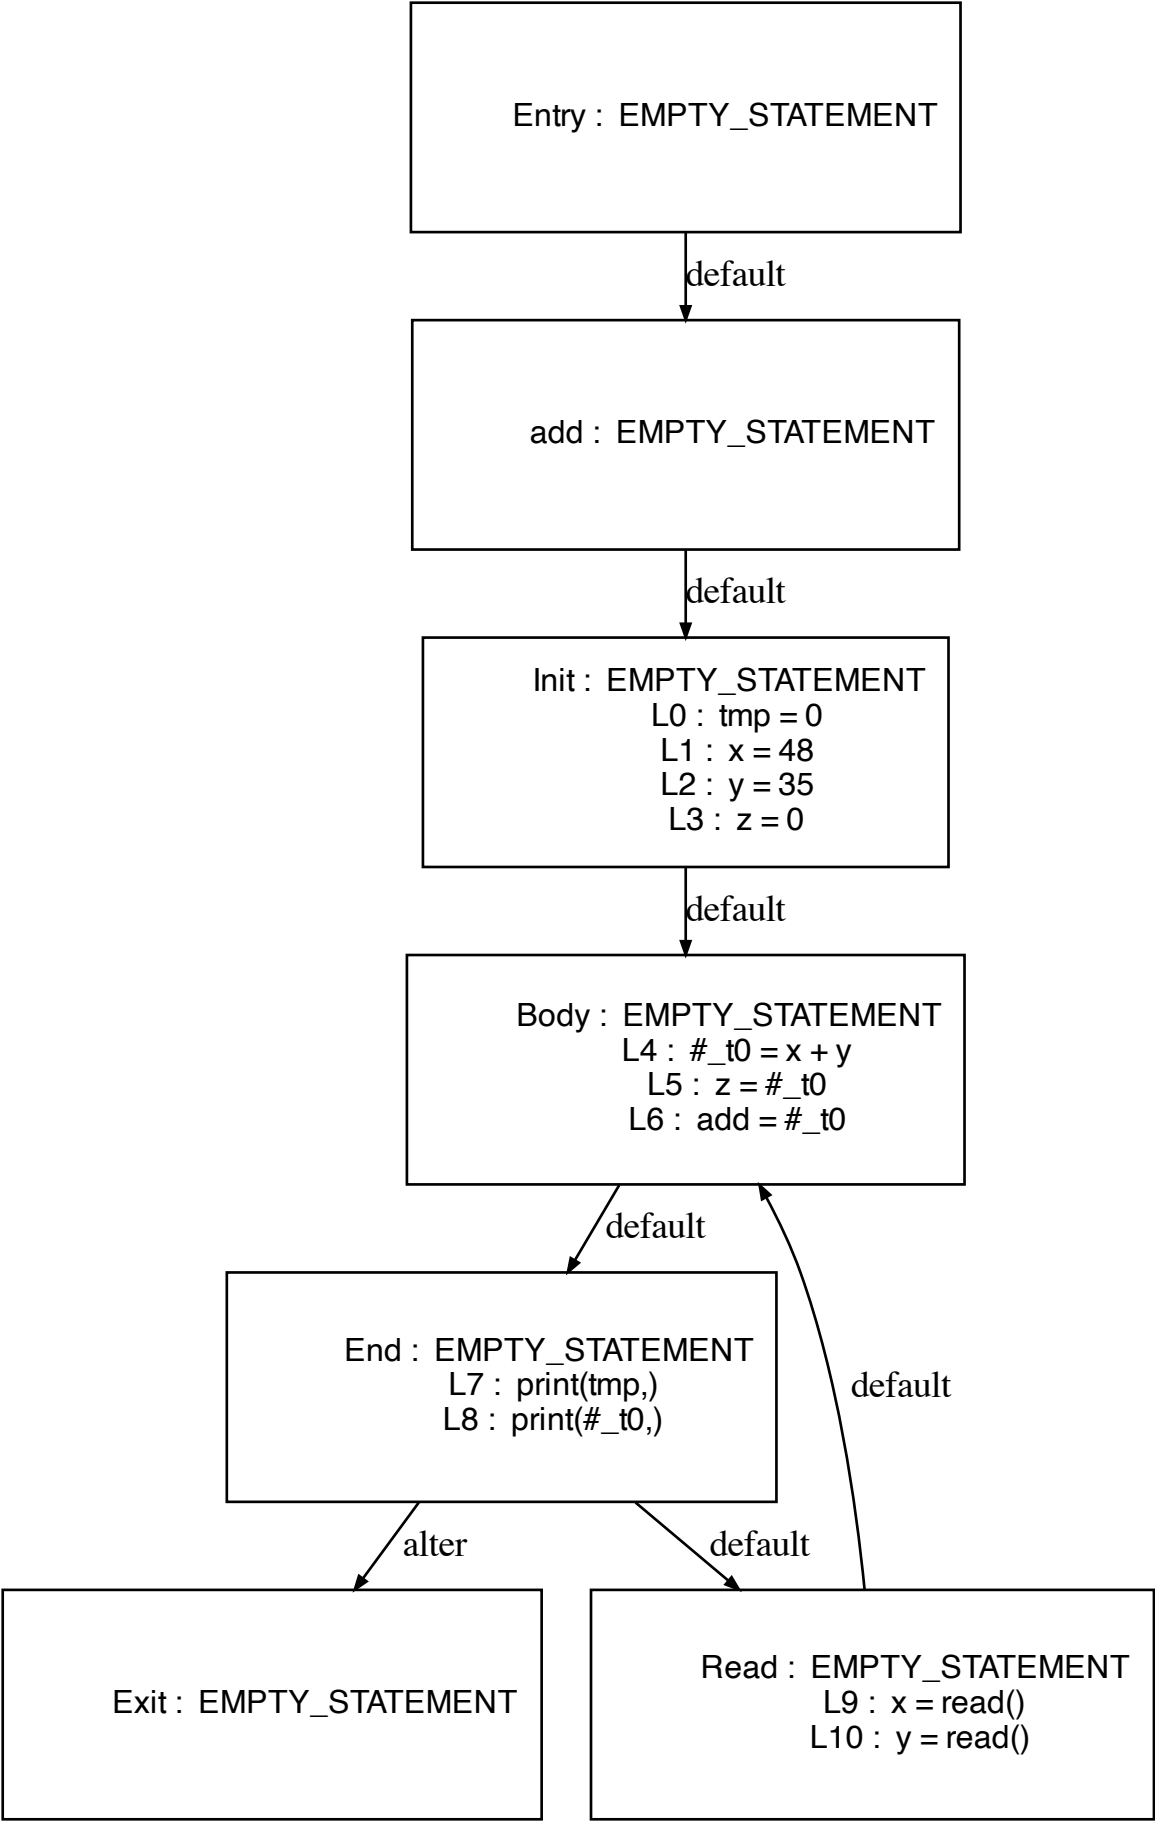 Entry :  EMPTY_STATEMENT
default
add :  EMPTY_STATEMENT
default
Init :  EMPTY_STATEMENT
L0 :  tmp = 0
L1 :  x = 48
L2 :  y = 35
L3 :  z = 0
default
Body :  EMPTY_STATEMENT
L4 :  #_t0 = x + y
L5 :  z = #_t0
L6 :  add = #_t0
default
End :  EMPTY_STATEMENT
L7 :  print(tmp,)
L8 :  print(#_t0,)
default
alter
default
Exit :  EMPTY_STATEMENT
Read :  EMPTY_STATEMENT
L9 :  x = read()
L10 :  y = read()